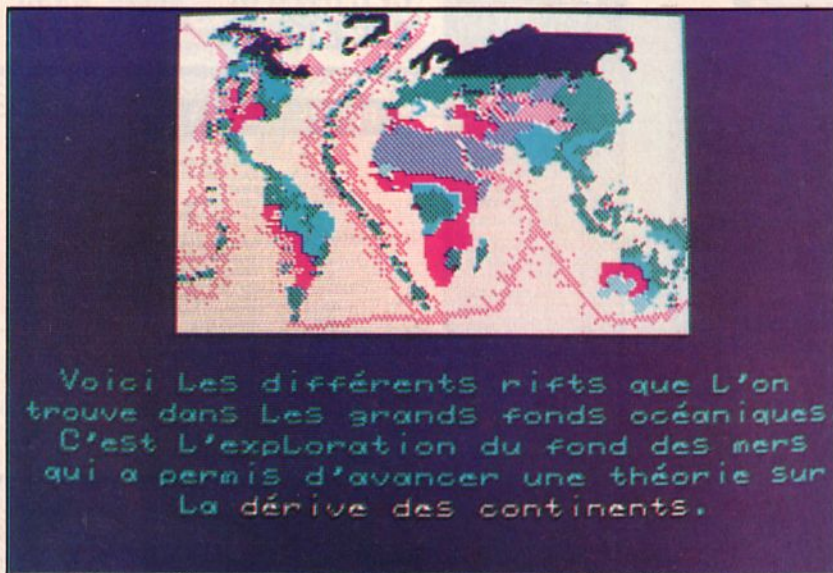 Voici Les différents rifts que L'on
trouve dans Les grands fonds océaniques
C'est L'exploration du fond des mers
qui a permis d'avancer une théorie sur
La dérive des continents.